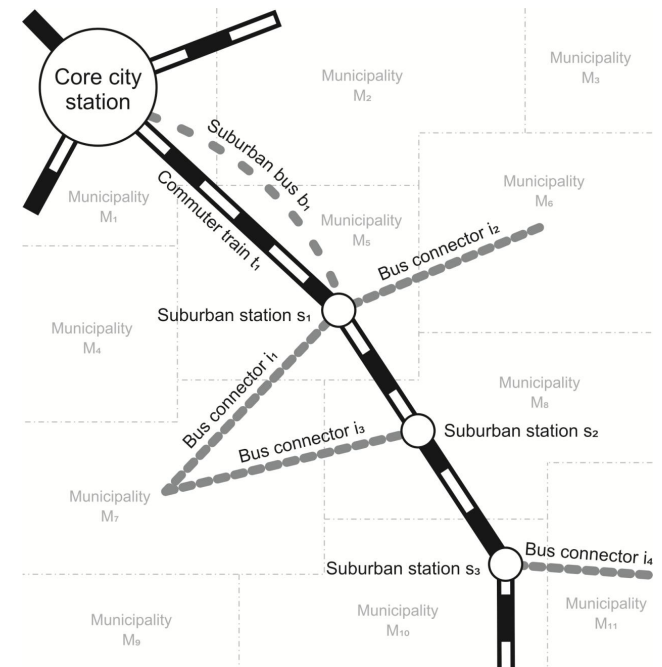 Core city
station
Municipality
M₂
Municipality
M₃
Suburban bus b₁
Municipality
M₁
Commuter train t₁
Municipality
M₅
Municipality
M₆
Bus connector i₂
Suburban station s₁
Municipality
M₄
Bus connector i₁
Municipality
M₈
Bus connector i₃
Suburban station s₂
Municipality
M₇
Suburban station s₃
Bus connector i₄
Municipality
M₉
Municipality
M₁₀
Municipality
M₁₁